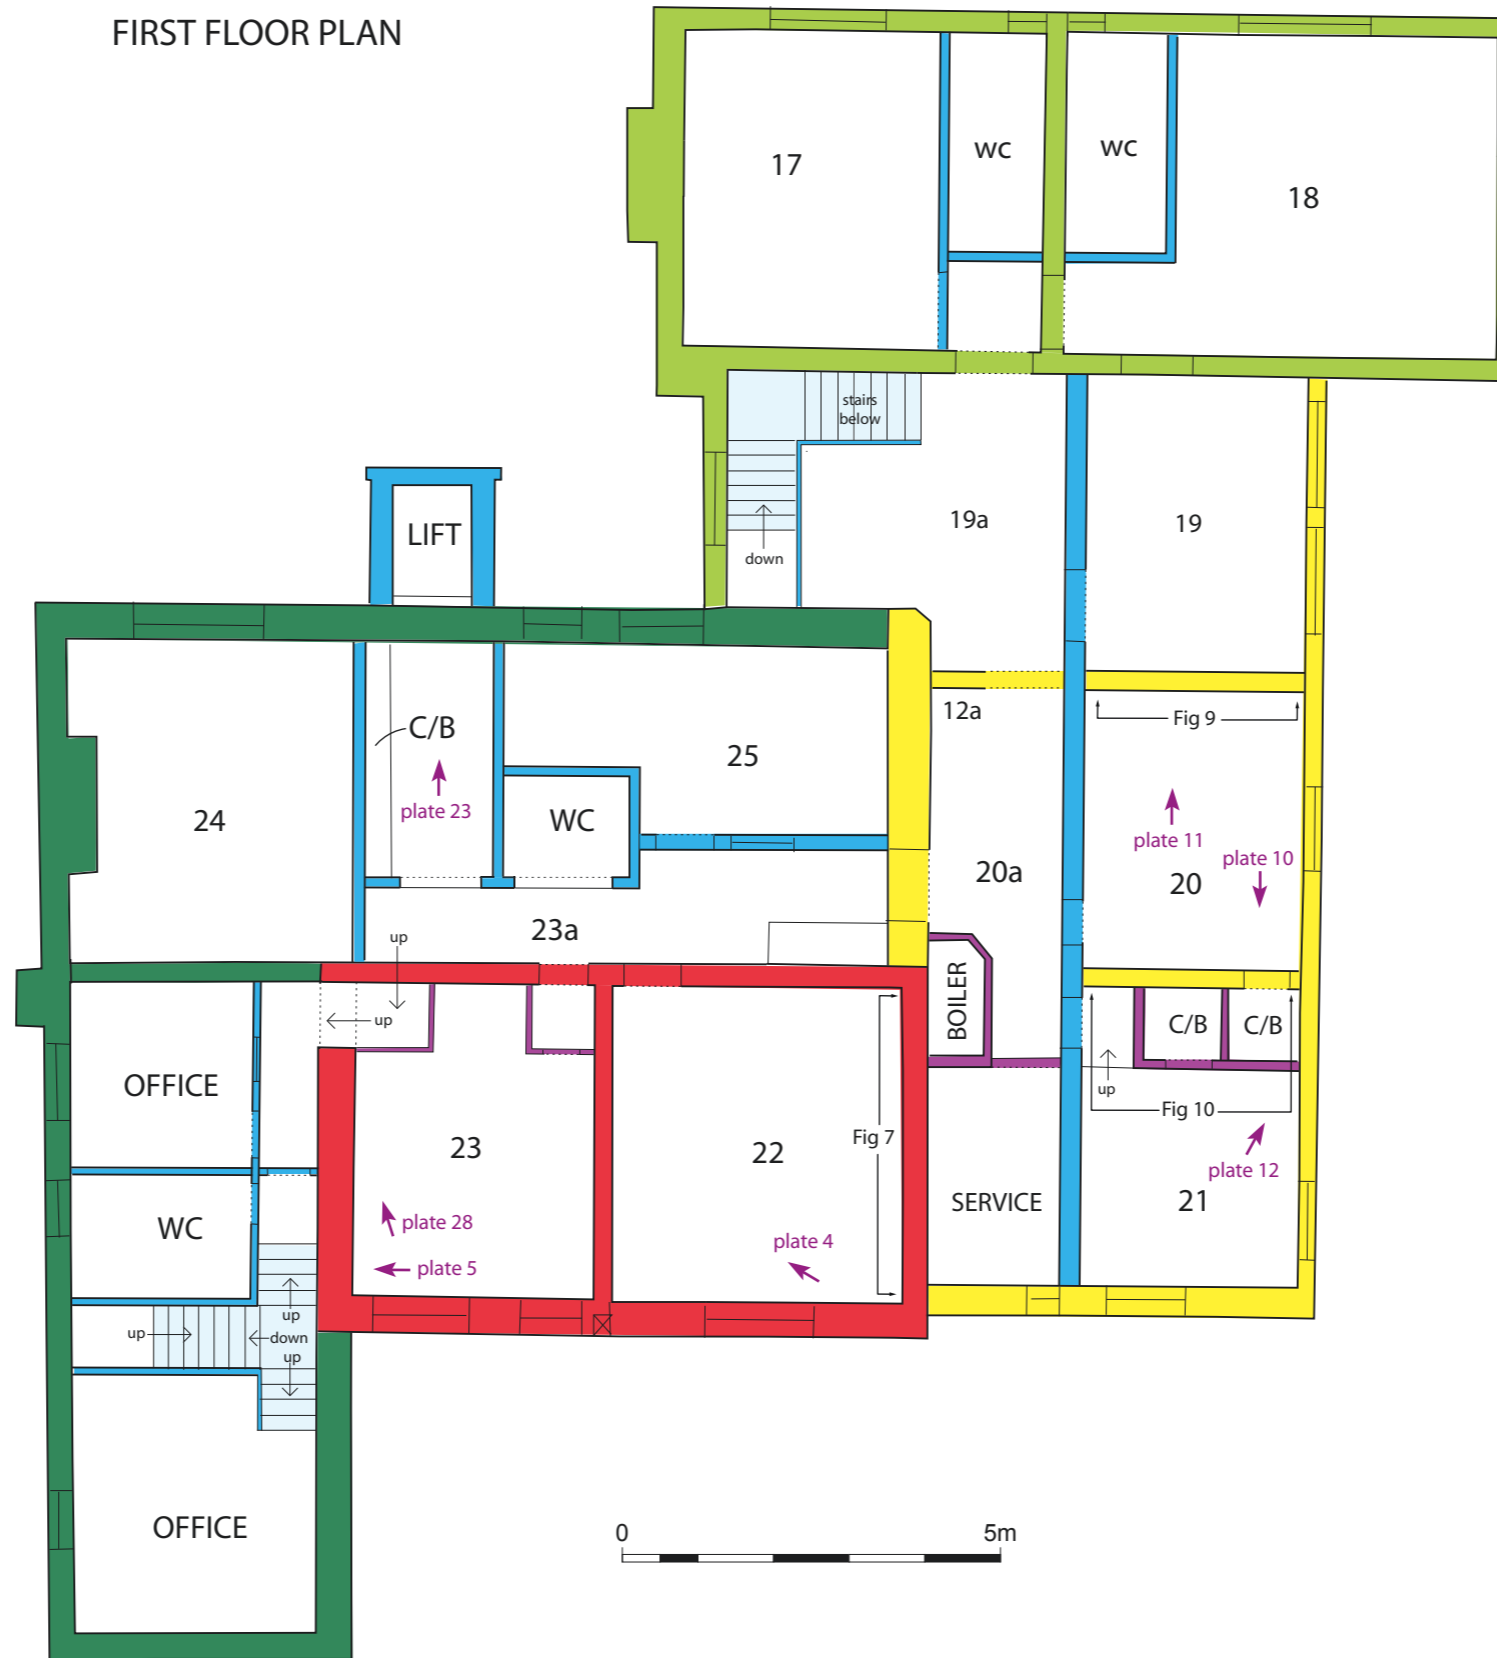 FIRST FLOOR PLAN
17
wc
wc
18
stairs
below
down
19a
19
LIFT
12a
Fig 9
C/B
plate 23
25
24
WC
plate 11
plate 10
20
20a
23a
up
up
BOILER
C/B
C/B
up
OFFICE
Fig 10
Fig 7
23
22
plate 12
SERVICE
21
WC
plate 28
plate 4
plate 5
up
up
down
up
OFFICE
0
5m